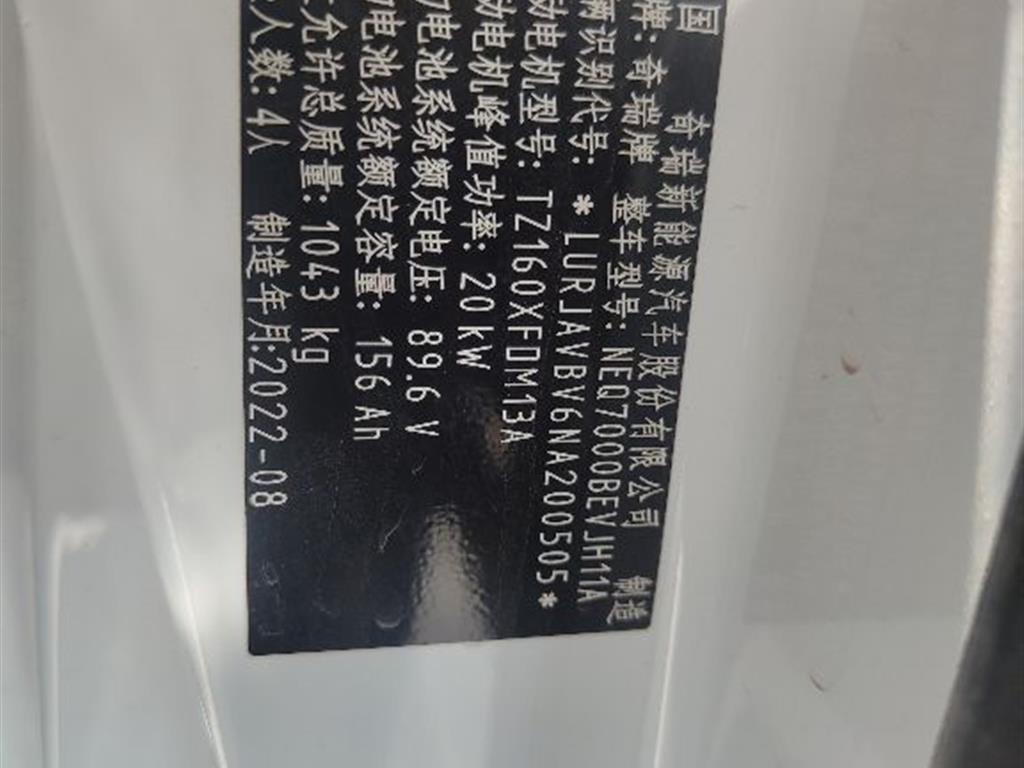 国 奇瑞新能源汽车股份有限公司 制造
牌: 奇瑞牌 整车型号: NEQ7000BEVJH11A
辆识别代号: *LURJAVBV6NA200505*
动电机型号: TZ160XFDM13A
动电机峰值功率: 20kW
电池系统额定电压: 89.6 V
电池系统额定容量: 156 Ah
允许总质量: 1043 kg
人数: 4人 制造年月:2022-08